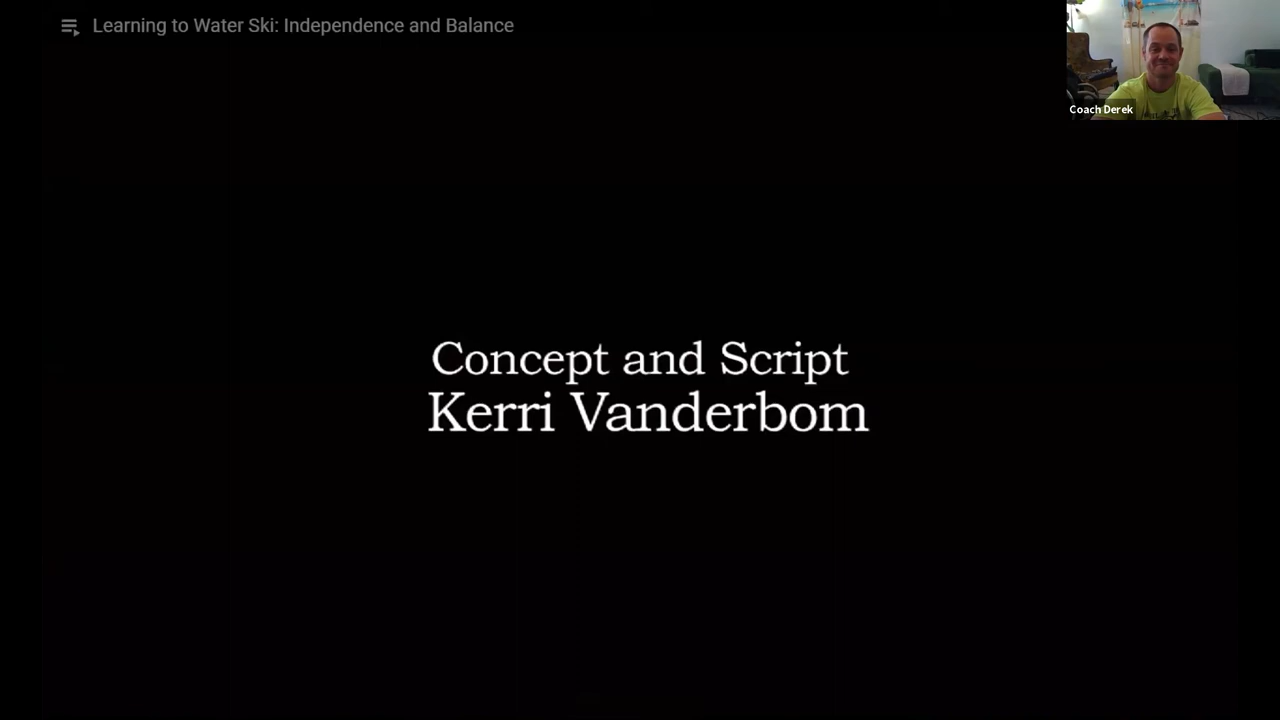 Learning to Water Ski: Independence and Balance
Coach Derek
Concept and Script
Kerri Vanderbom